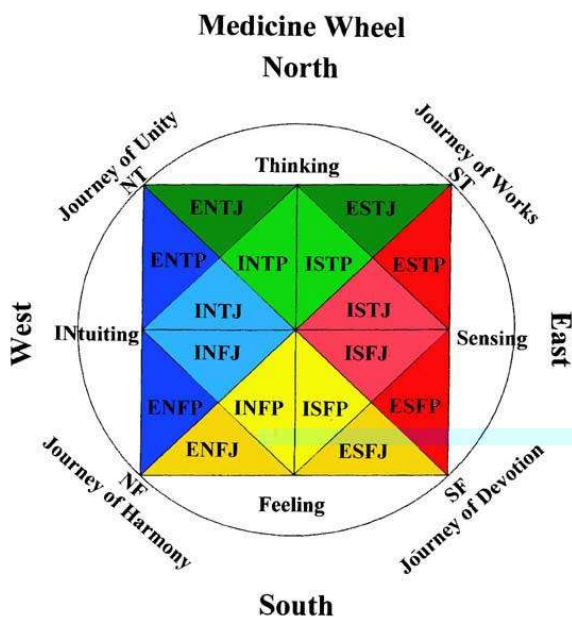 Medicine Wheel
North
Journey of Unity
Journey of Works
NT
ST
Thinking
ENTJ
ESTJ
ENTP
INTP
ISTP
ESTP
INTJ
ISTJ
West
INtuiting
Sensing
East
INFJ
ISFJ
ENFP
INFP
ISFP
ESFP
ENFJ
ESFJ
NF
SF
Journey of Harmony
Journey of Devotion
Feeling
South